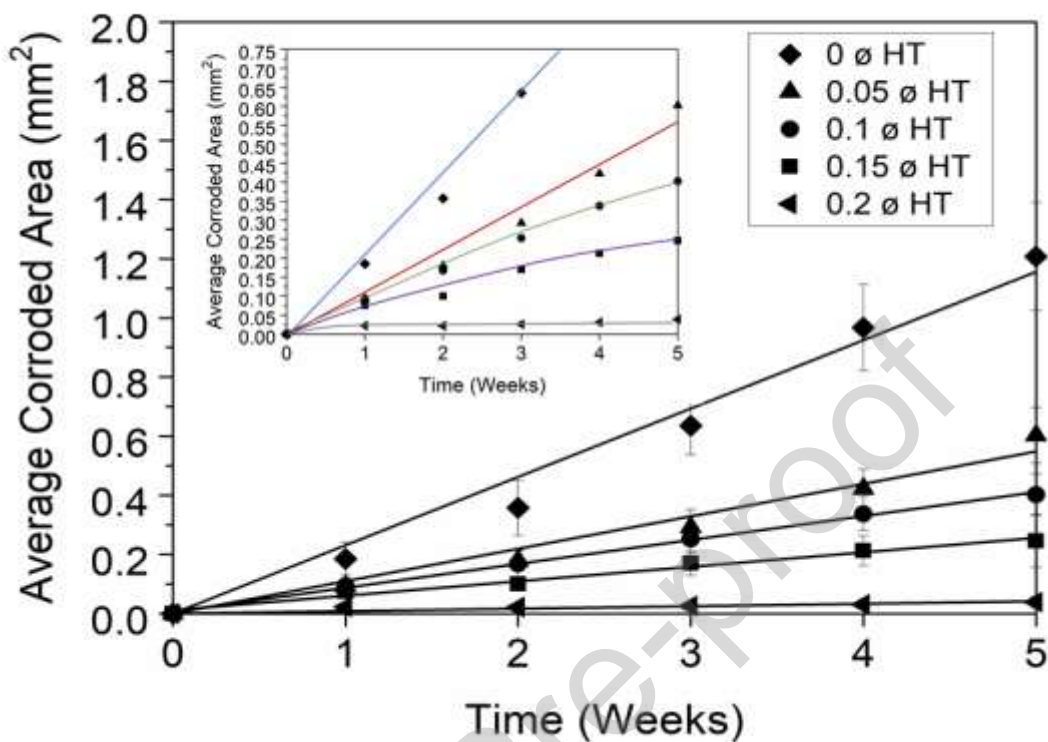 Average Corroded Area (mm²)
2.0
1.8
1.6
1.4
1.2
1.0
0.8
0.6
0.4
0.2
0.0
0 1 2 3 4 5
Time (Weeks)
Average Corroded Area (mm²)
0.75
0.70
0.65
0.60
0.55
0.50
0.45
0.40
0.35
0.30
0.25
0.20
0.15
0.10
0.05
0.00
0 1 2 3 4 5
Time (Weeks)
0 ø HT
0.05 ø HT
0.1 ø HT
0.15 ø HT
0.2 ø HT
re-proof